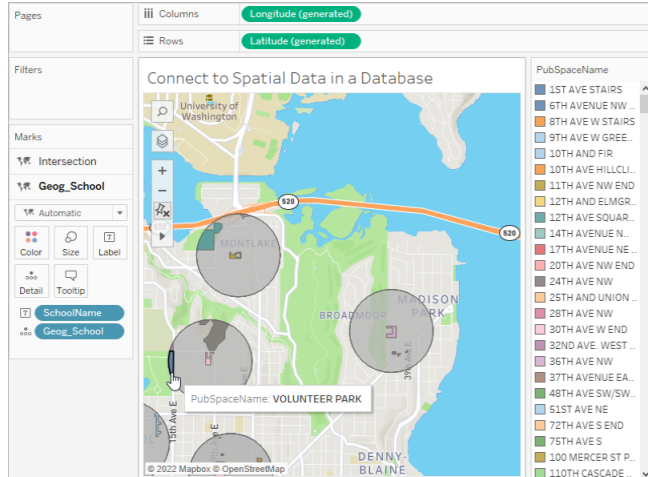 Pages
Columns
Longitude (generated)
Rows
Latitude (generated)
Filters
Marks
Intersection
Geog_School
Automatic
Color
Size
Label
Detail
Tooltip
SchoolName
Geog_School
Connect to Spatial Data in a Database
University of
Washington
520
520
MONTLAKE
MADISON
PARK
BROADMOOR
39th Ave E
PubSpaceName: VOLUNTEER PARK
15th Ave E
DENNY-
BLAINE
© 2022 Mapbox © OpenStreetMap
PubSpaceName
1ST AVE STAIRS
6TH AVENUE NW ..
8TH AVE W STAIRS
9TH AVE W GREE..
10TH AND FIR
10TH AVE HILLCLI..
11TH AVE NW END
12TH AND ELMGR..
12TH AVE SQUAR..
14TH AVENUE N..
17TH AVENUE NE ..
20TH AVE NW END
24TH AVE NW
25TH AND UNION ..
28TH AVE NW
30TH AVE W END
32ND AVE. WEST ..
36TH AVE NW
37TH AVENUE EA..
48TH AVE SW/SW..
51ST AVE NE
72TH AVE S END
75TH AVE S
100 MERCER ST P..
110TH CASCADE ..